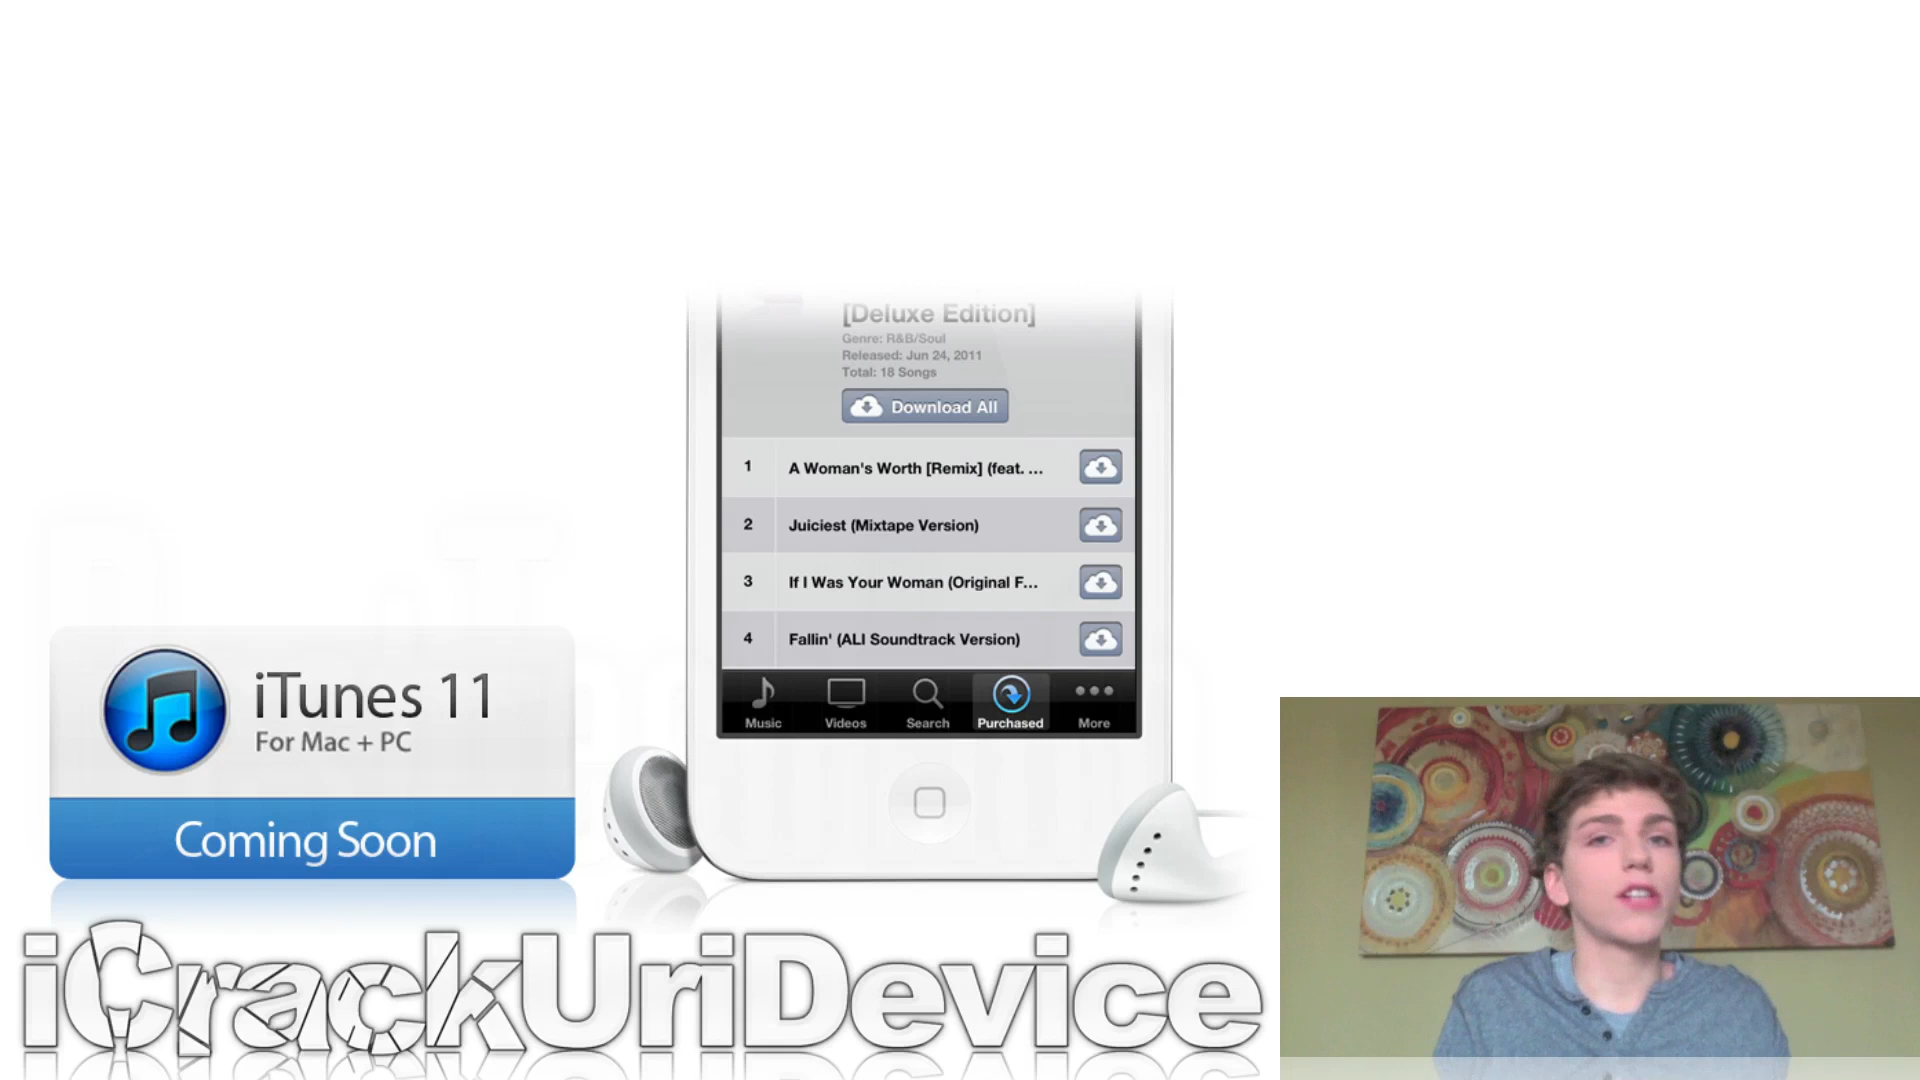 [Deluxe Edition]
Genre: R&B/Soul
Released: Jun 24, 2011
Total: 18 Songs
Download All
1 A Woman's Worth [Remix] (feat. ...
2 Juiciest (Mixtape Version)
3 If I Was Your Woman (Original F...
4 Fallin' (ALI Soundtrack Version)
Music Videos Search Purchased More
iTunes 11
For Mac + PC
Coming Soon
iCrackUriDevice